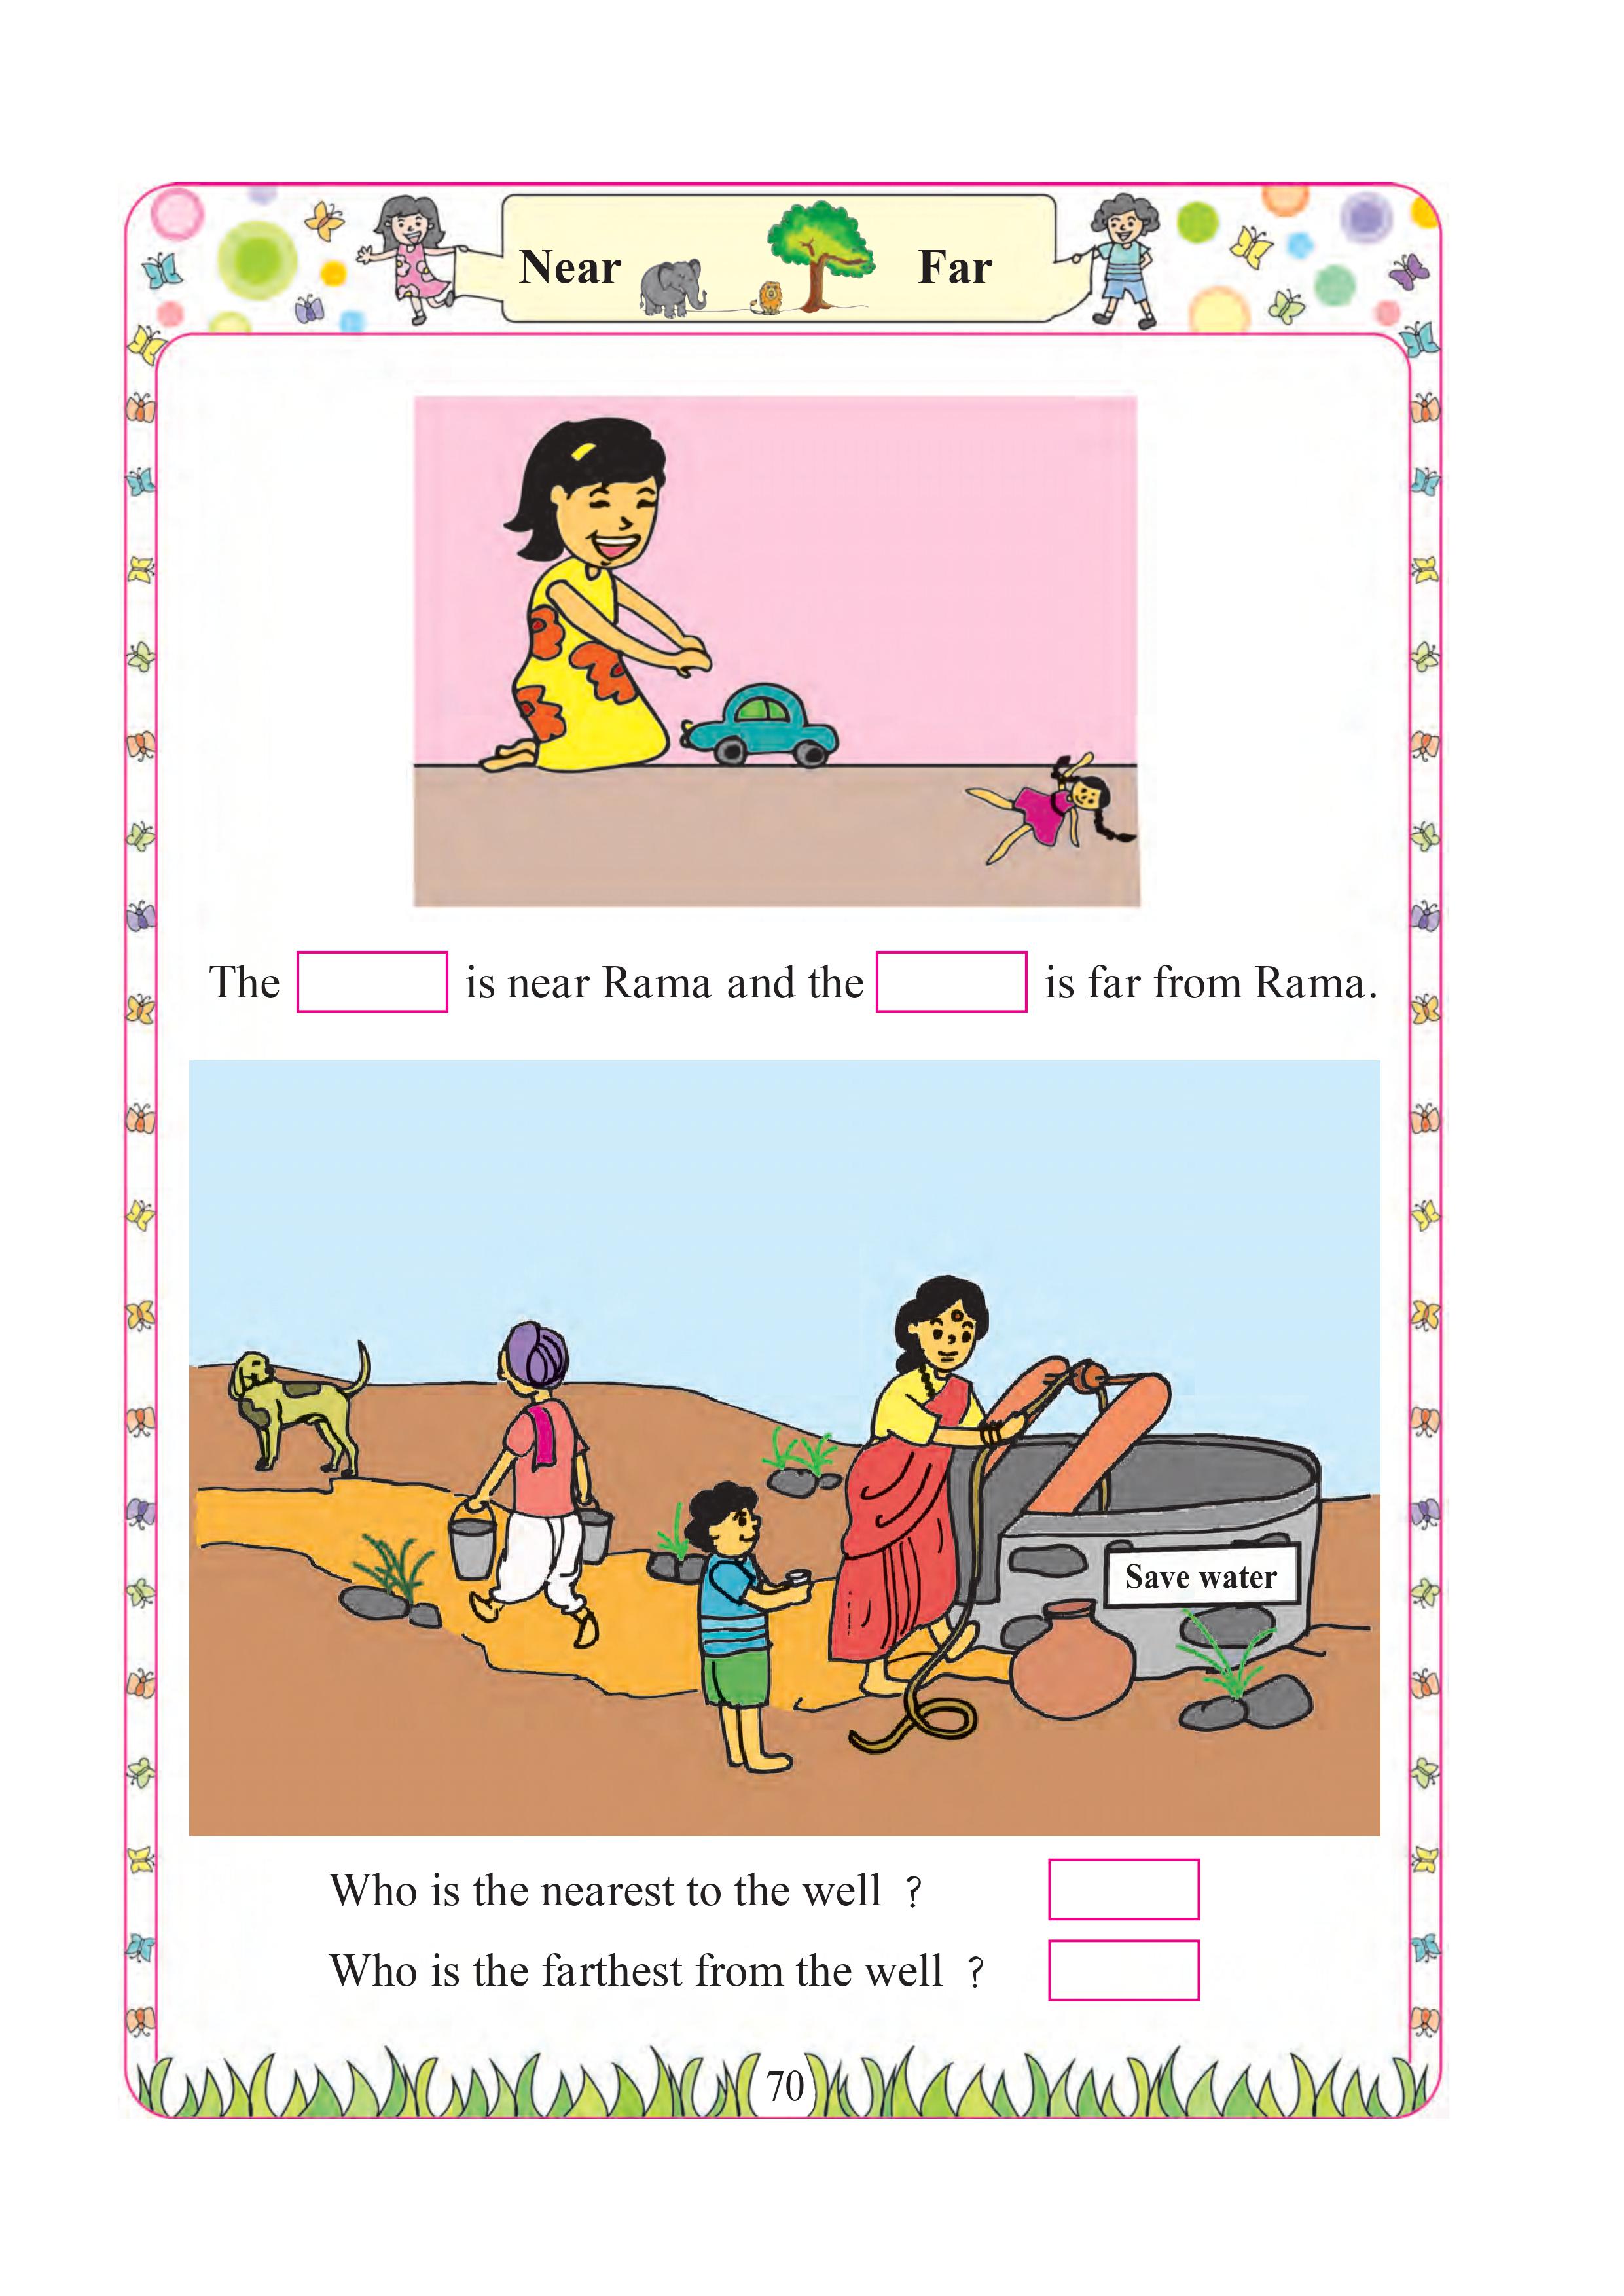 Near Far
The is near Rama and the is far from Rama.
Save water
Who is the nearest to the well ?
Who is the farthest from the well ?
70